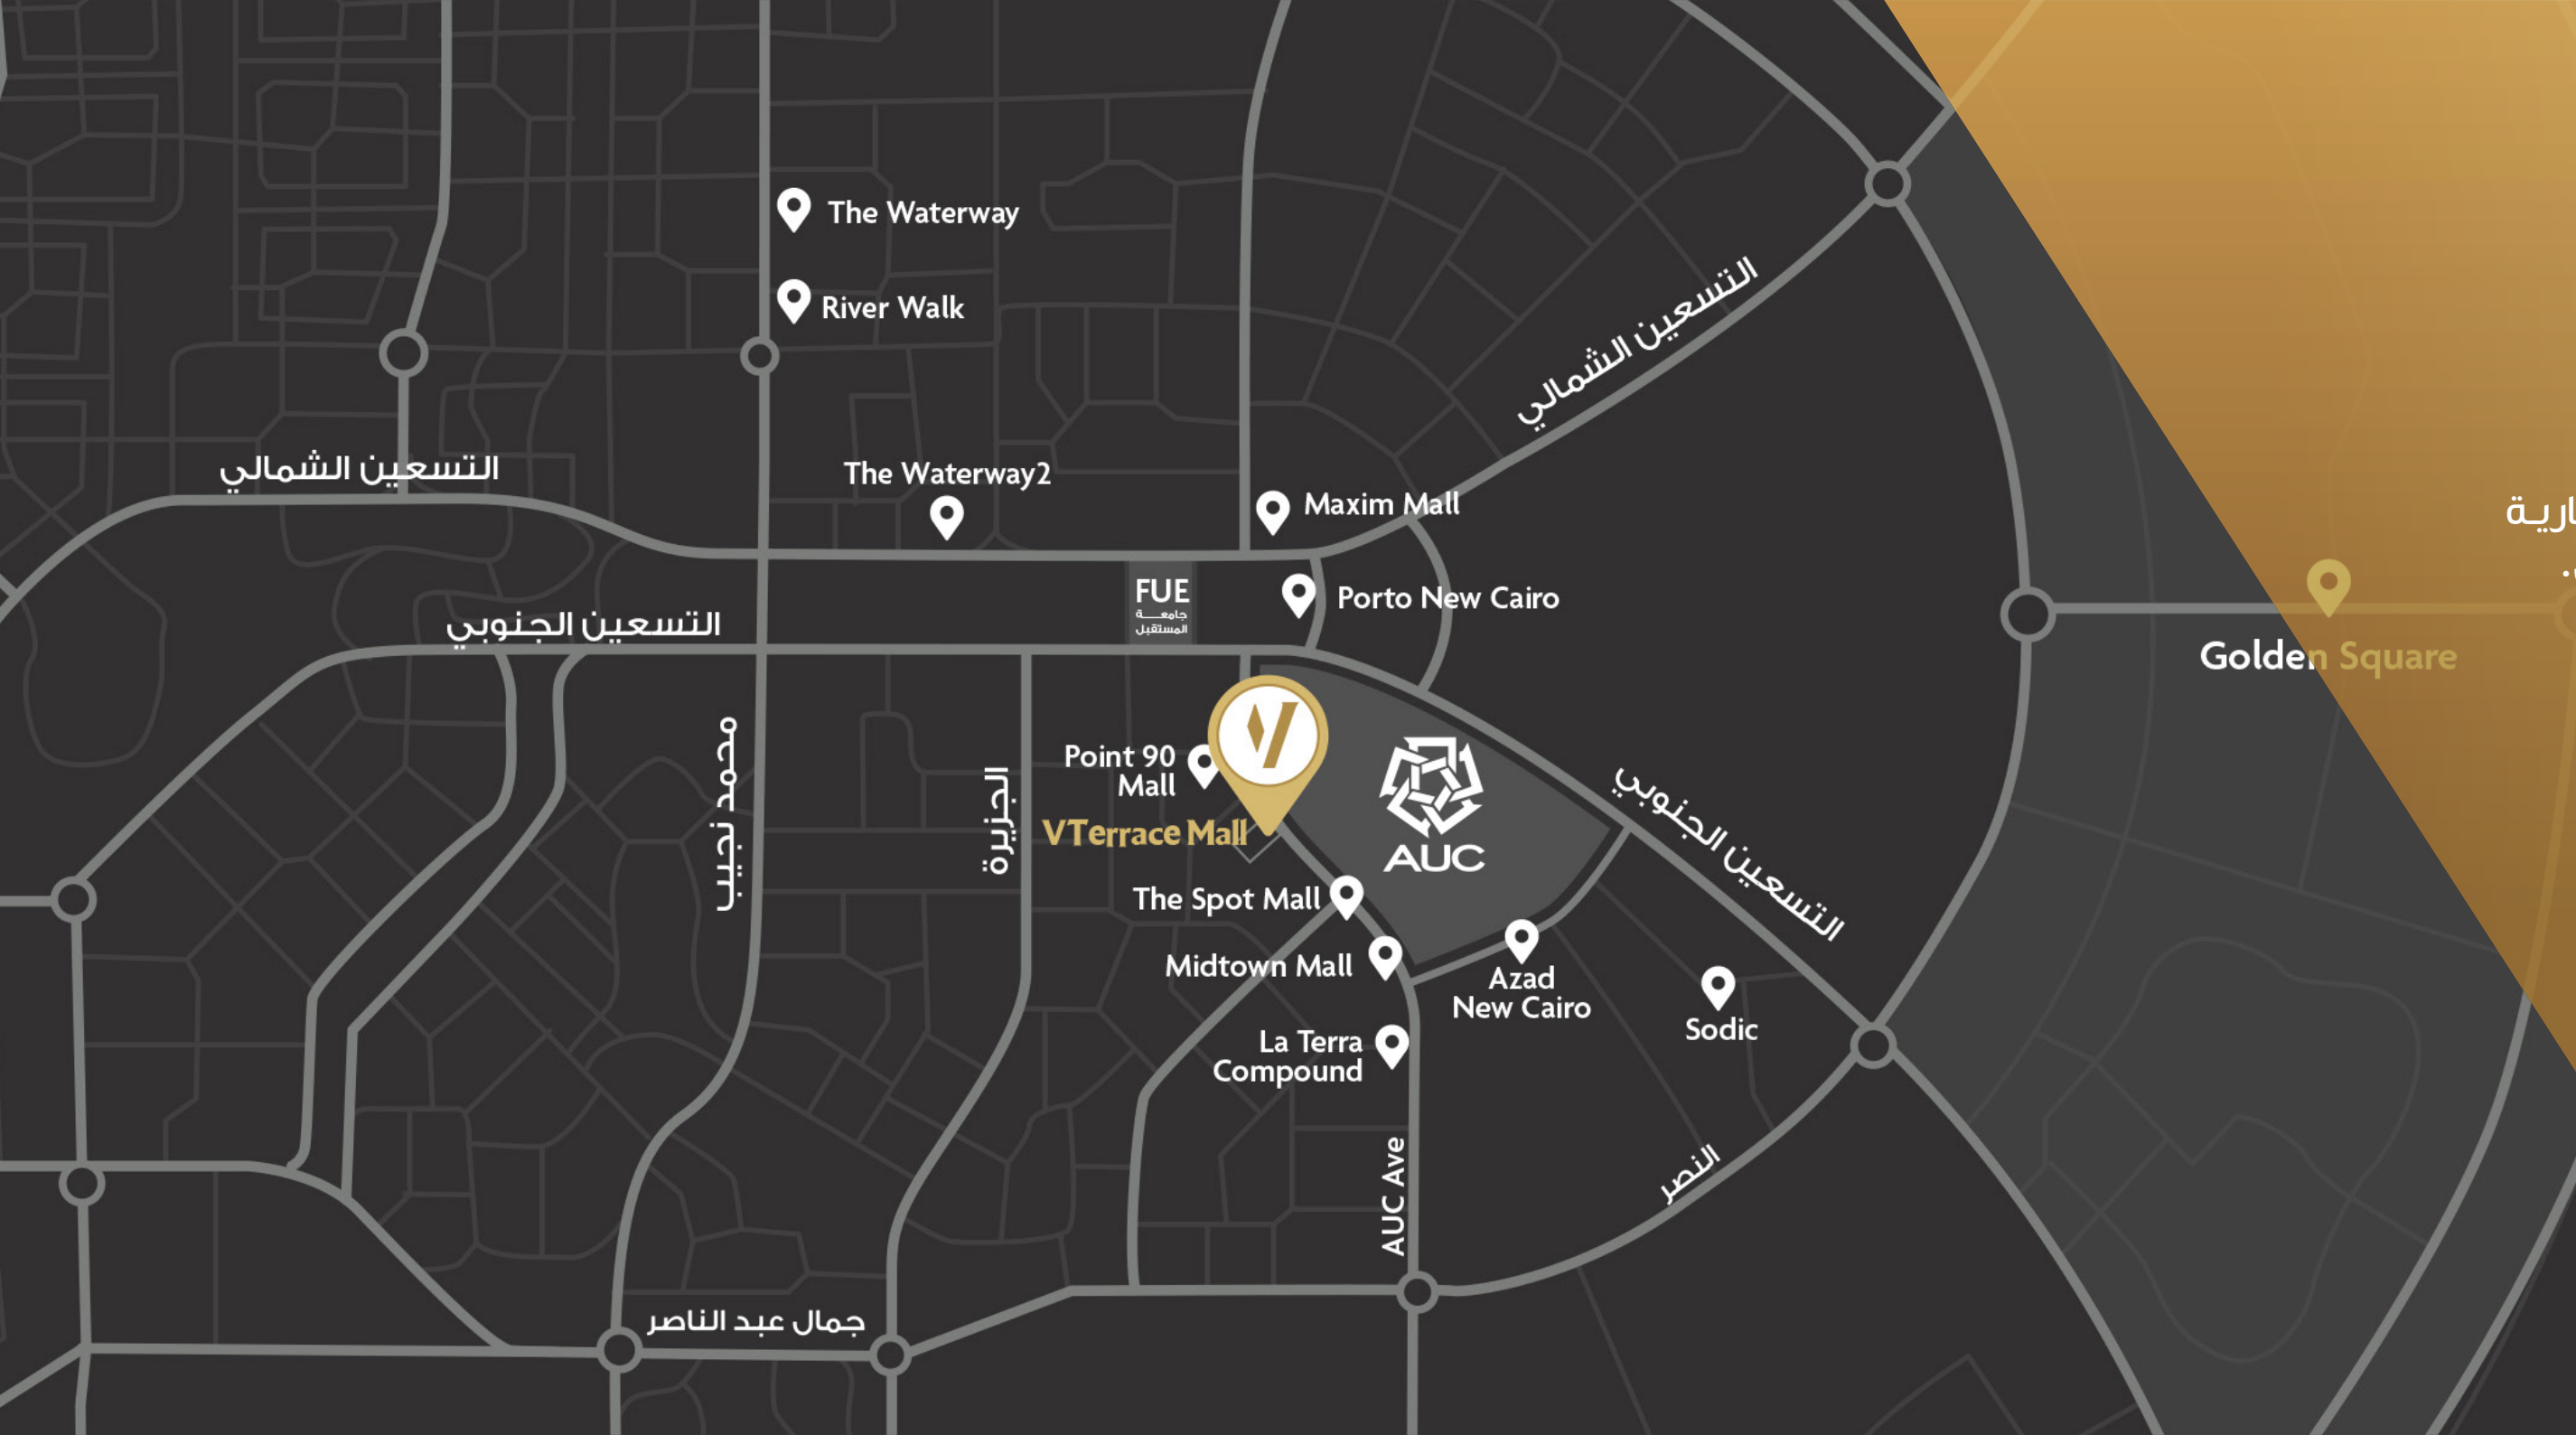 The Waterway
River Walk
التسعين الشمالي
التسعين الشمالي
The Waterway2
Maxim Mall
FUE
جامعــة
المستقبل
Porto New Cairo
التسعين الجنوبي
Golden Square
محمد نجيب
الجزيرة
Point 90
Mall
VTerrace Mall
AUC
التسعين الجنوبي
The Spot Mall
Midtown Mall
Azad
New Cairo
Sodic
La Terra
Compound
AUC Ave
النصر
جمال عبد الناصر